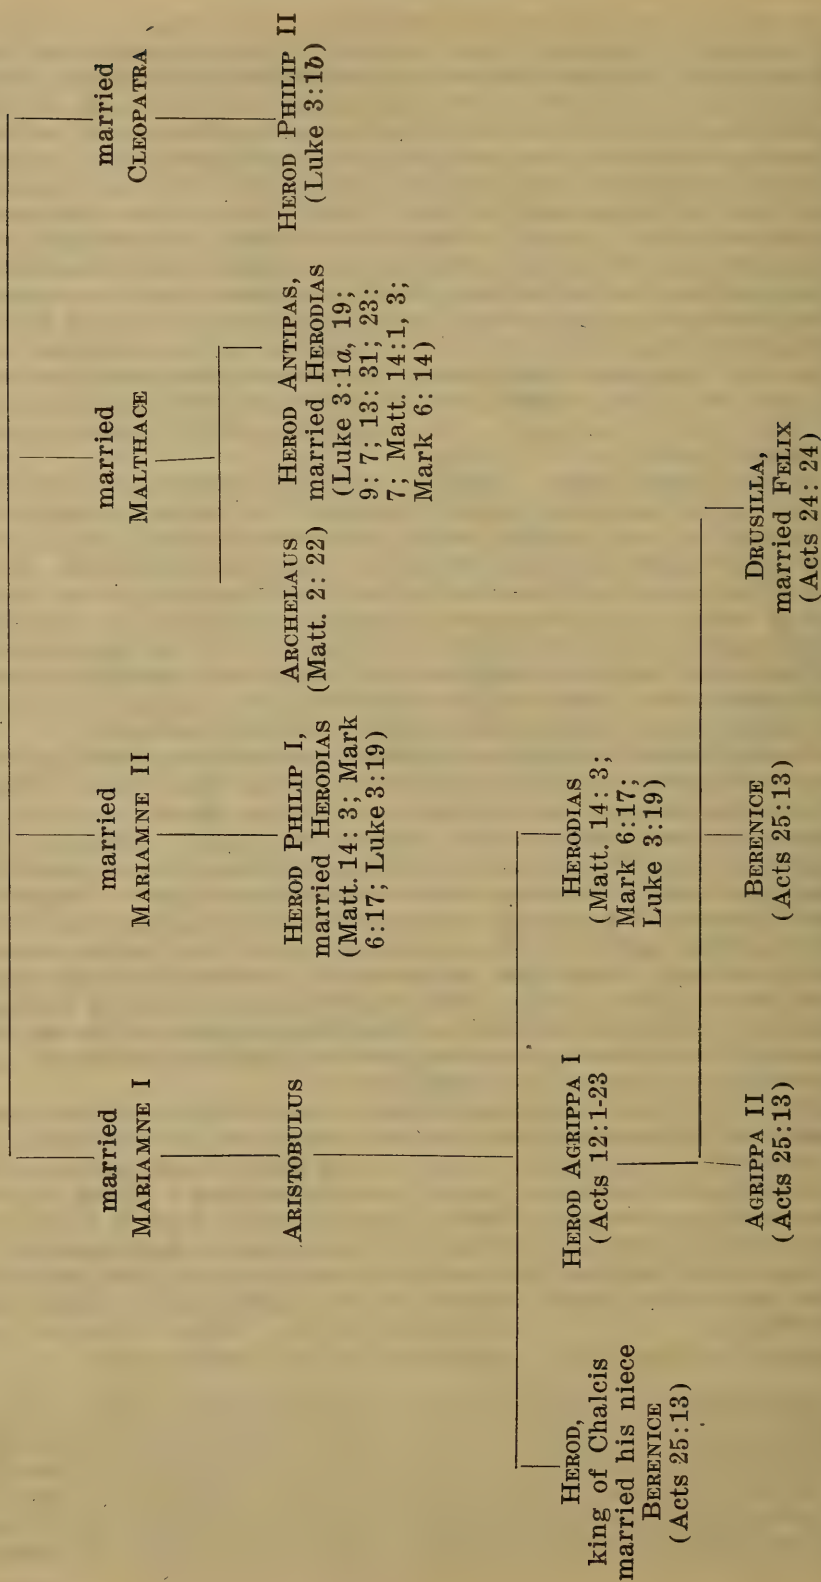 married
MARIAMNE I
married
MARIAMNE II
married
MALTHACE
married
CLEOPATRA
ARISTOBULUS
HEROD PHILIP I,
married HERODIAS
(Matt. 14: 3; Mark
6:17; Luke 3:19)
ARCHELAUS
(Matt. 2: 22)
HEROD ANTIPAS,
married HERODIAS
(Luke 3:1a, 19;
9: 7; 13: 31; 23:
7; Matt. 14:1, 3;
Mark 6: 14)
HEROD PHILIP II
(Luke 3:1b)
HEROD,
king of Chalcis
married his niece
BERENICE
(Acts 25:13)
HEROD AGRIPPA I
(Acts 12:1-23
HERODIAS
(Matt. 14: 3;
Mark 6:17;
Luke 3:19)
AGRIPPA II
(Acts 25:13)
BERENICE
(Acts 25:13)
DRUSILLA,
married FELIX
(Acts 24: 24)